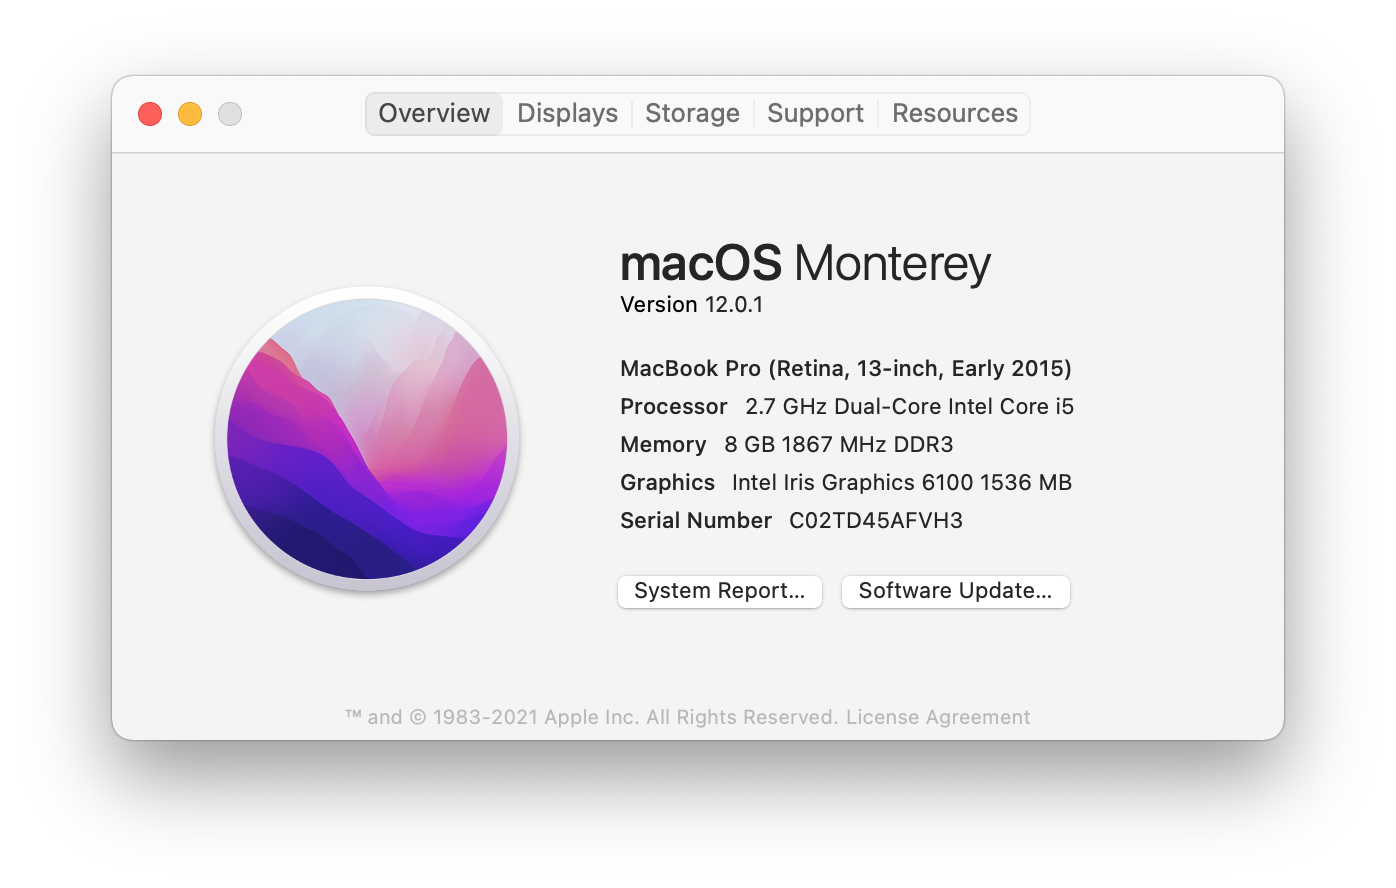 Overview Displays Storage Support Resources
macOS Monterey
Version 12.0.1
MacBook Pro (Retina, 13-inch, Early 2015)
Processor 2.7 GHz Dual-Core Intel Core i5
Memory 8 GB 1867 MHz DDR3
Graphics Intel Iris Graphics 6100 1536 MB
Serial Number C02TD45AFVH3
System Report... Software Update...
™ and © 1983-2021 Apple Inc. All Rights Reserved. License Agreement